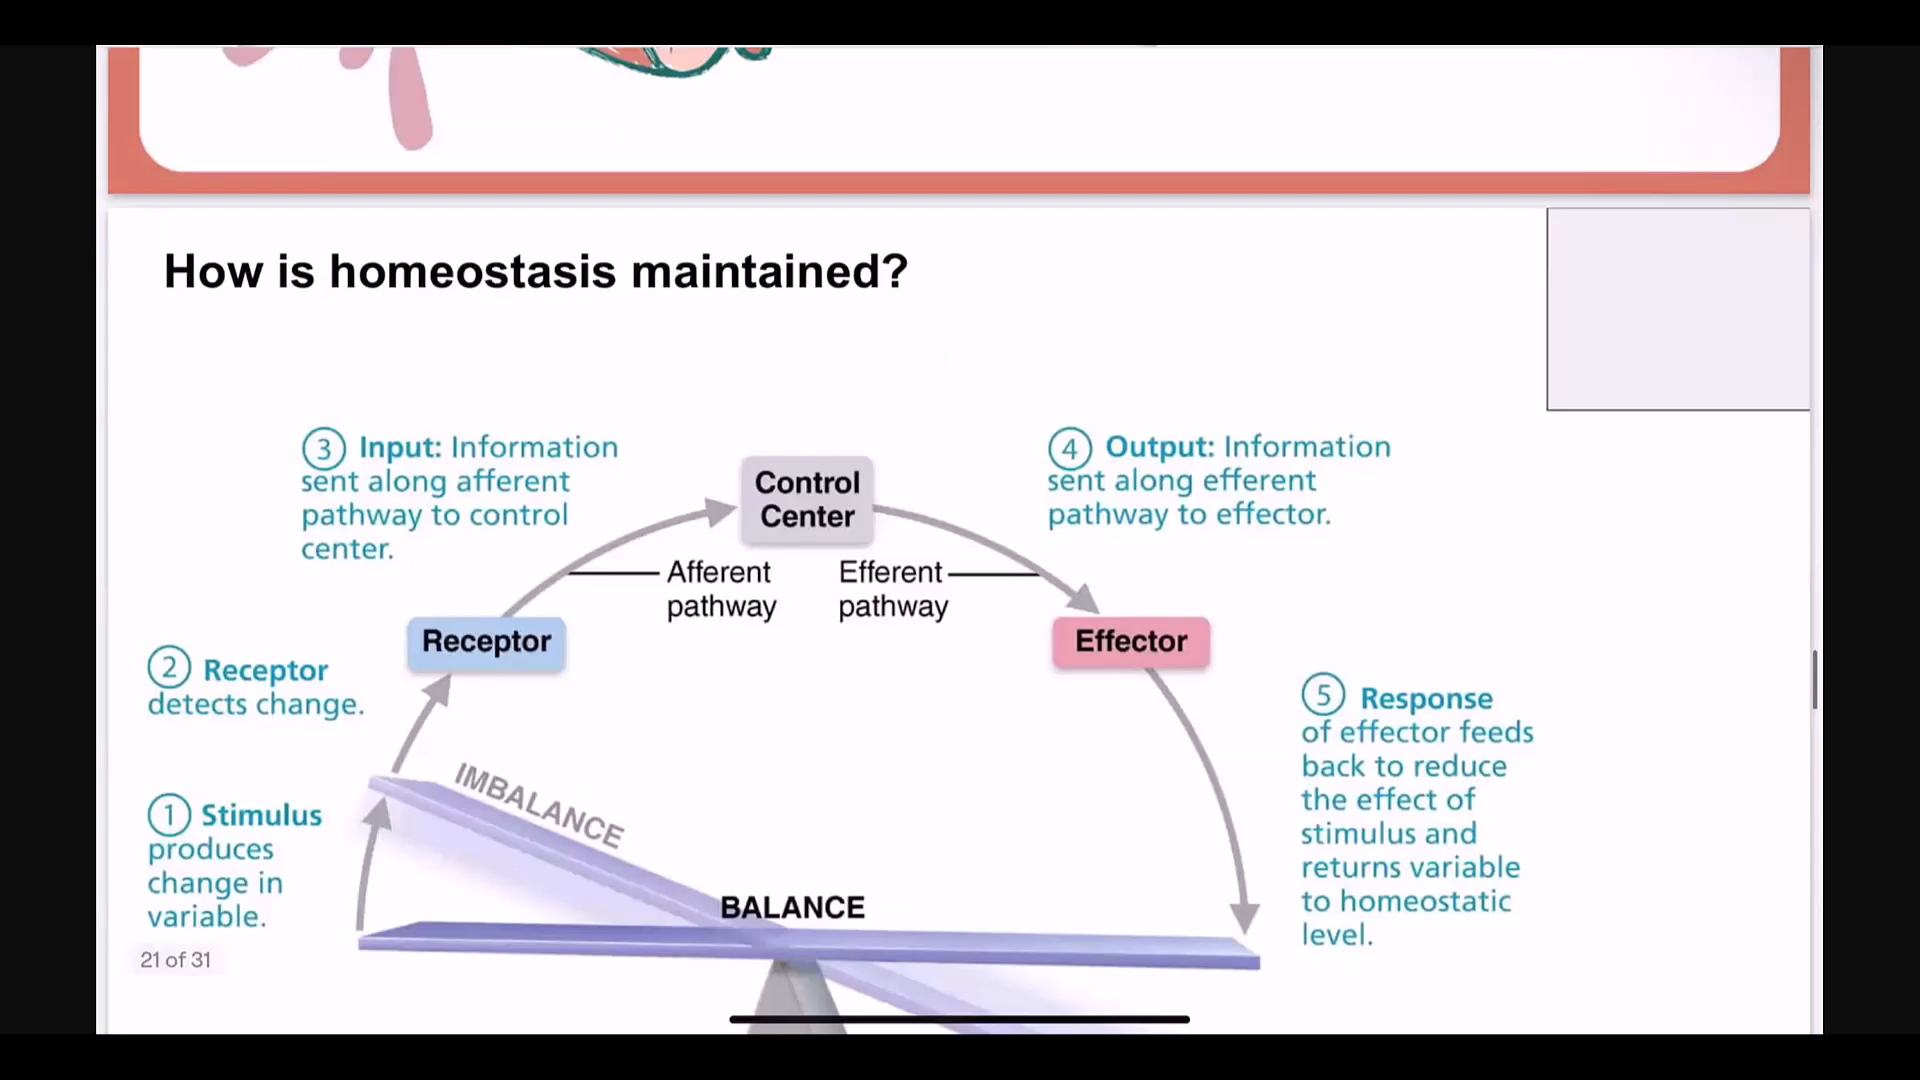 How is homeostasis maintained?
3 Input: Information
sent along afferent
pathway to control
center.
Control
Center
4 Output: Information
sent along efferent
pathway to effector.
Afferent
pathway
Efferent
pathway
Receptor
Effector
2 Receptor
detects change.
5 Response
of effector feeds
back to reduce
the effect of
stimulus and
returns variable
to homeostatic
level.
IMBALANCE
1 Stimulus
produces
change in
variable.
BALANCE
21 of 31